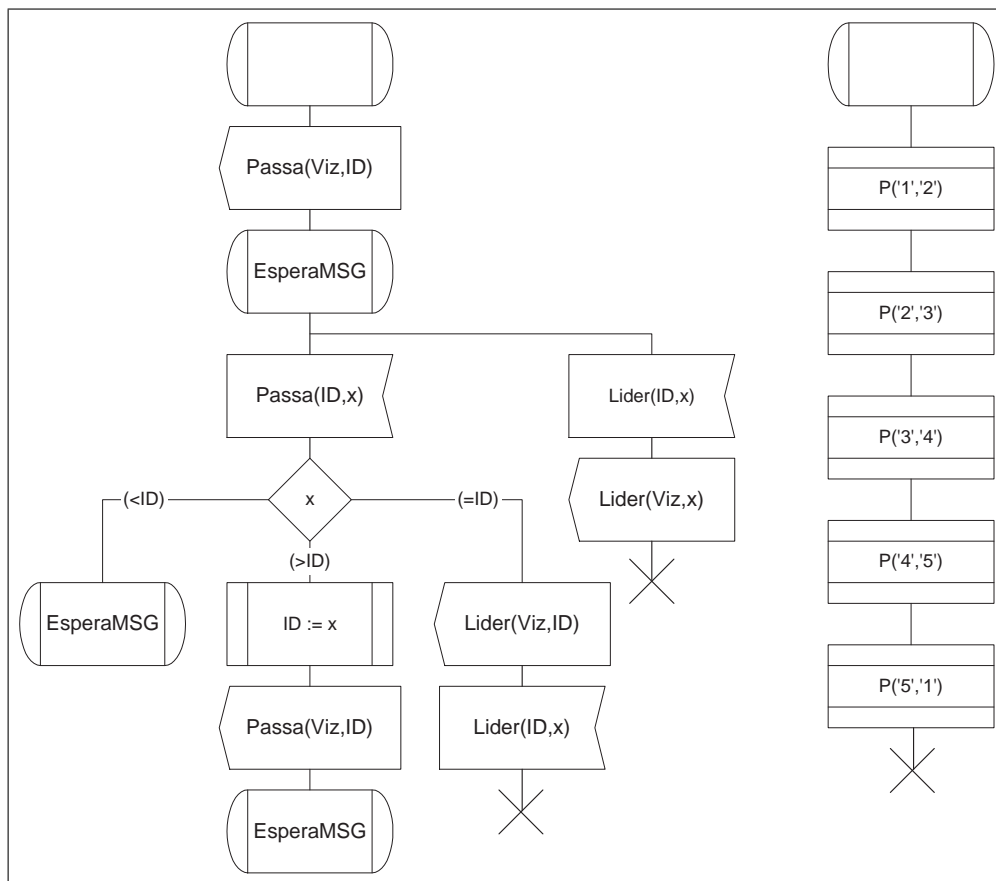 Passa(Viz,ID)
EsperaMSG
Passa(ID,x)
Lider(ID,x)
Lider(Viz,x)
x
(<ID)
(=ID)
(>ID)
EsperaMSG
ID := x
Lider(Viz,ID)
Passa(Viz,ID)
Lider(ID,x)
EsperaMSG
P('1','2')
P('2','3')
P('3','4')
P('4','5')
P('5','1')